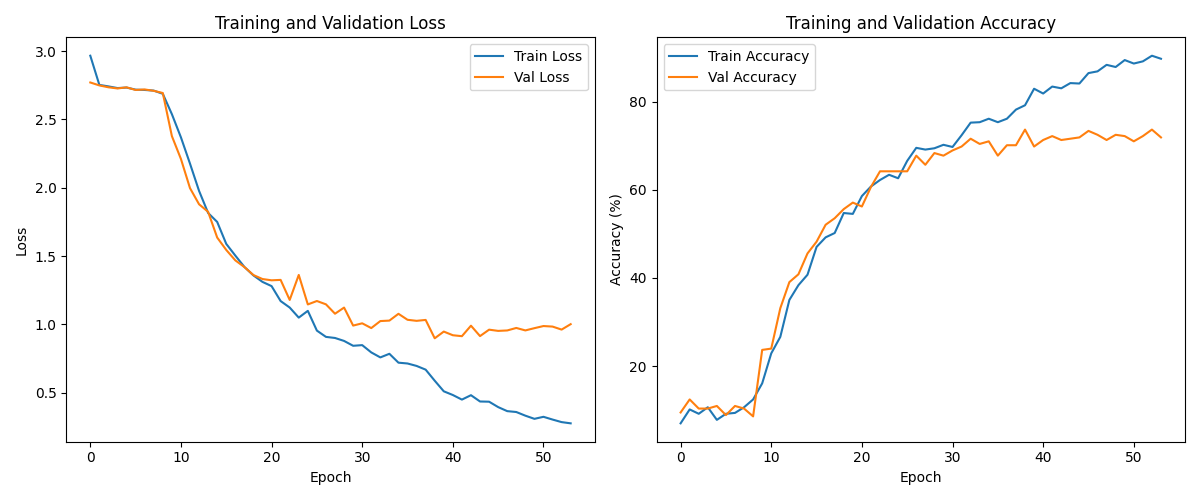 Training and Validation Loss
Train Loss
Val Loss
3.0
2.5
2.0
1.5
1.0
0.5
Loss
0 10 20 30 40 50
Epoch
Training and Validation Accuracy
Train Accuracy
Val Accuracy
80
60
40
20
Accuracy (%)
0 10 20 30 40 50
Epoch